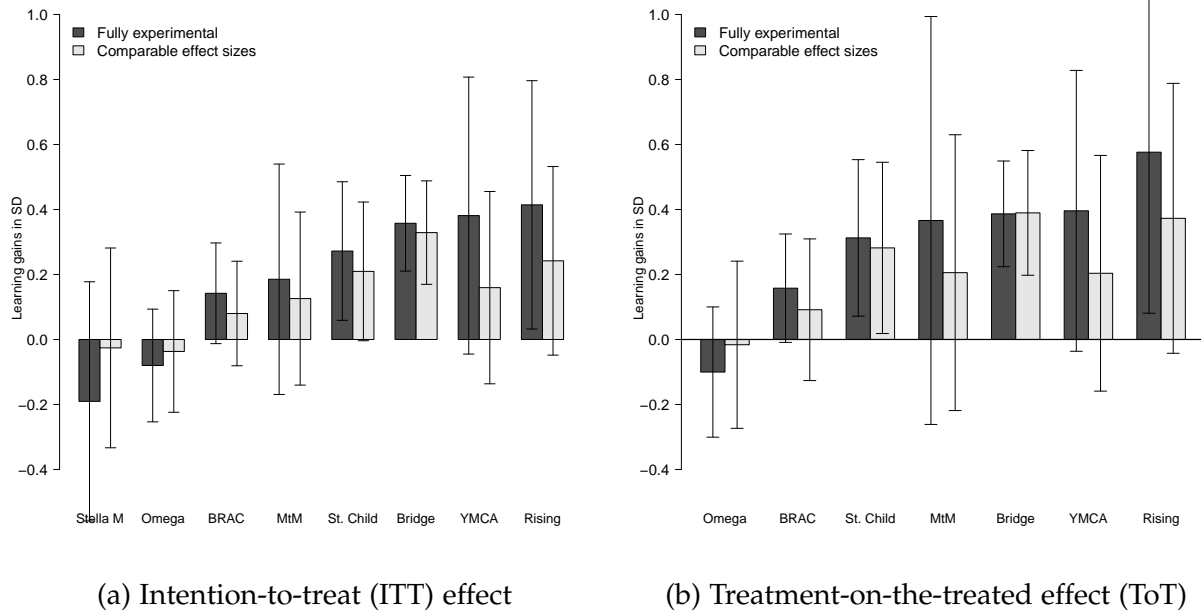 1.0
0.8
0.6
0.4
0.2
0.0
−0.2
−0.4
Learning gains in SD
Fully experimental
Comparable effect sizes
Stella M Omega BRAC MtM St. Child Bridge YMCA Rising
(a) Intention-to-treat (ITT) effect
1.0
0.8
0.6
0.4
0.2
0.0
−0.2
−0.4
Learning gains in SD
Fully experimental
Comparable effect sizes
Omega BRAC St. Child MtM Bridge YMCA Rising
(b) Treatment-on-the-treated effect (ToT)